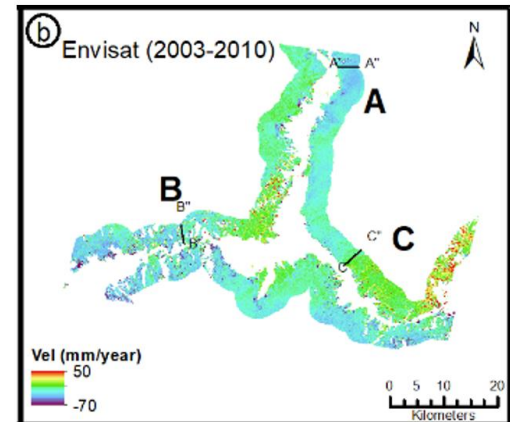 b
Envisat (2003-2010)
N
A' A"
A
B
B"
B'
C"
C
C'
Vel (mm/year)
50
-70
0 5 10 20
Kilometers